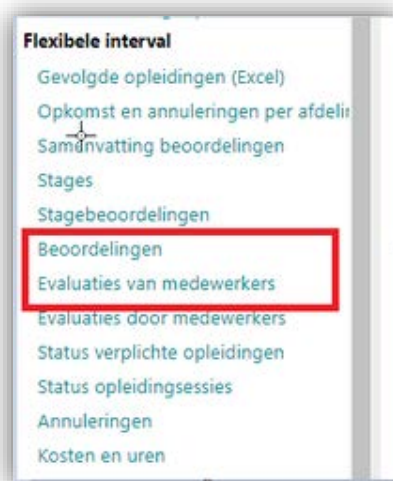 Flexibele interval
Gevolgde opleidingen (Excel)
Opkomst en annuleringen per afdelin
Samenvatting beoordelingen
Stages
Stagebeoordelingen
Beoordelingen
Evaluaties van medewerkers
Evaluaties door medewerkers
Status verplichte opleidingen
Status opleidingsessies
Annuleringen
Kosten en uren